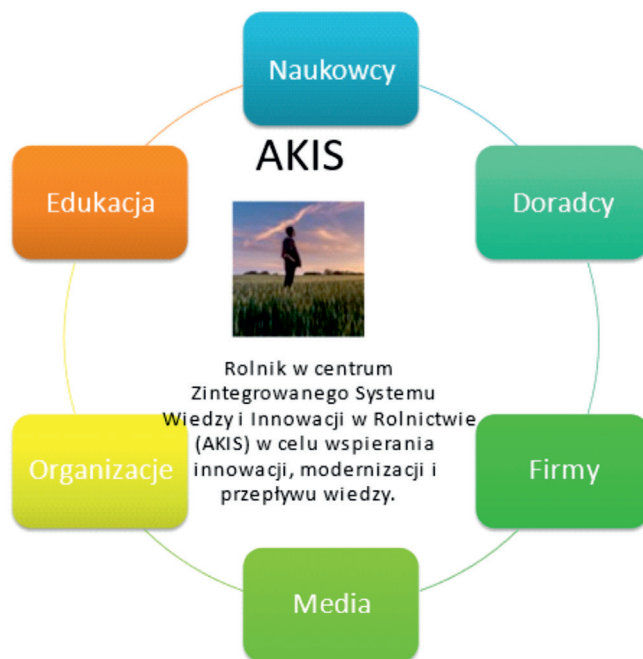 Naukowcy
AKIS
Edukacja
Doradcy
Rolnik w centrum
Zintegrowanego Systemu
Wiedzy i Innowacji w Rolnictwie
(AKIS) w celu wspierania
innowacji, modernizacji i
przepływu wiedzy.
Organizacje
Firmy
Media